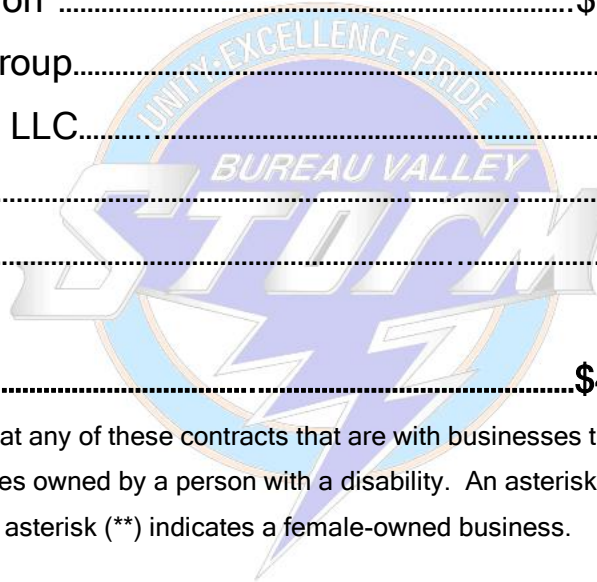 on ..........$
UNITY·EXCELLENCE·PRIDE
roup..........
LLC..........
BUREAU VALLEY
..........
STORM
..........
..........$
at any of these contracts that are with businesses t
es owned by a person with a disability. An asterisk
asterisk (**) indicates a female-owned business.